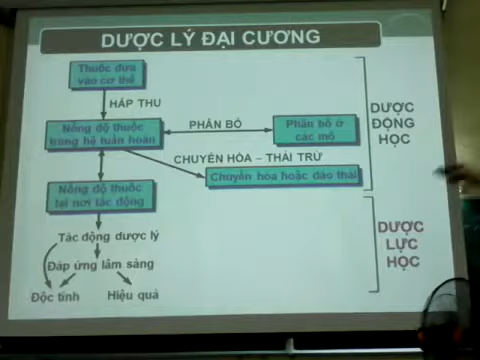 DƯỢC LÝ ĐẠI CƯƠNG
Thuốc đưa
vào cơ thể
HẤP THU
Nồng độ thuốc
trong hệ tuần hoàn
PHÂN BỐ
Phân bố ở
các mô
CHUYỂN HÓA – THẢI TRỪ
Chuyển hóa hoặc đào thải
DƯỢC
ĐỘNG
HỌC
Nồng độ thuốc
tại nơi tác động
Tác động dược lý
Đáp ứng lâm sàng
Độc tính
Hiệu quả
DƯỢC
LỰC
HỌC